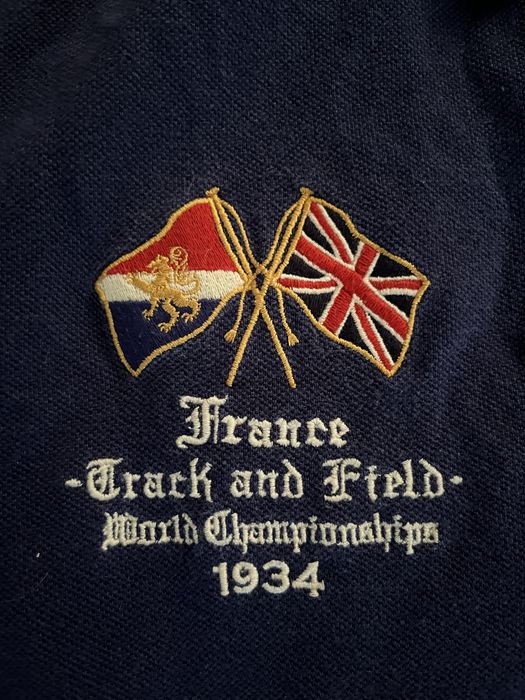 France
-Track and Field-
World Championships
1934